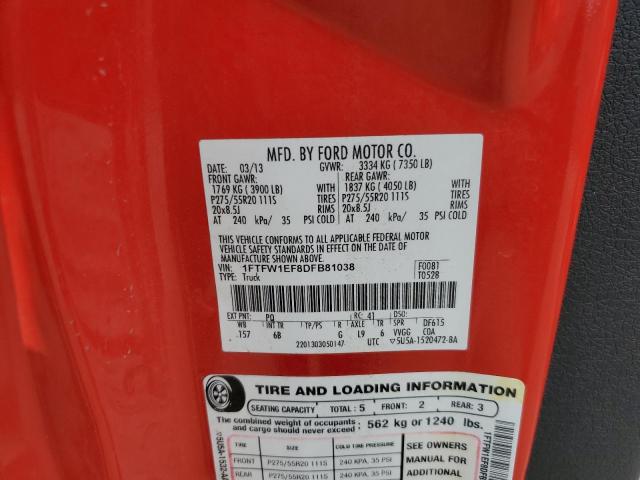 MFD. BY FORD MOTOR CO.
DATE: 03/13 GVWR: 3334 KG ( 7350 LB)
FRONT GAWR: REAR GAWR:
1769 KG ( 3900 LB) WITH 1837 KG ( 4050 LB) WITH
P275/55R20 111S TIRES P275/55R20 111S TIRES
20x8.5J RIMS 20x8.5J RIMS
AT 240 kPa/ 35 PSI COLD AT 240 kPa/ 35 PSI COLD
THIS VEHICLE CONFORMS TO ALL APPLICABLE FEDERAL MOTOR
VEHICLE SAFETY STANDARDS IN EFFECT ON THE DATE OF
MANUFACTURE SHOWN ABOVE.
VIN: 1FTFW1EF8DFB81038 F0081
TYPE: Truck T0528
EXT PNT: PQ RC: 41 DSO:
WB INT TR TP/PS R AXLE TR SPR DF615
157 6B G L9 6 VVGG COA
2201303050147 UTC ▽5U5A-1520472-BA
TIRE AND LOADING INFORMATION
SEATING CAPACITY TOTAL: 5 FRONT: 2 REAR: 3
The combined weight of occupants
and cargo should never exceed: 562 kg or 1240 lbs.
TIRE SIZE COLD TIRE PRESSURE SEE OWNERS
FRONT P275/55R20 111S 240 KPA, 35 PSI MANUAL FOR
REAR P275/55R20 111S 240 KPA, 35 PSI ADDITIONAL